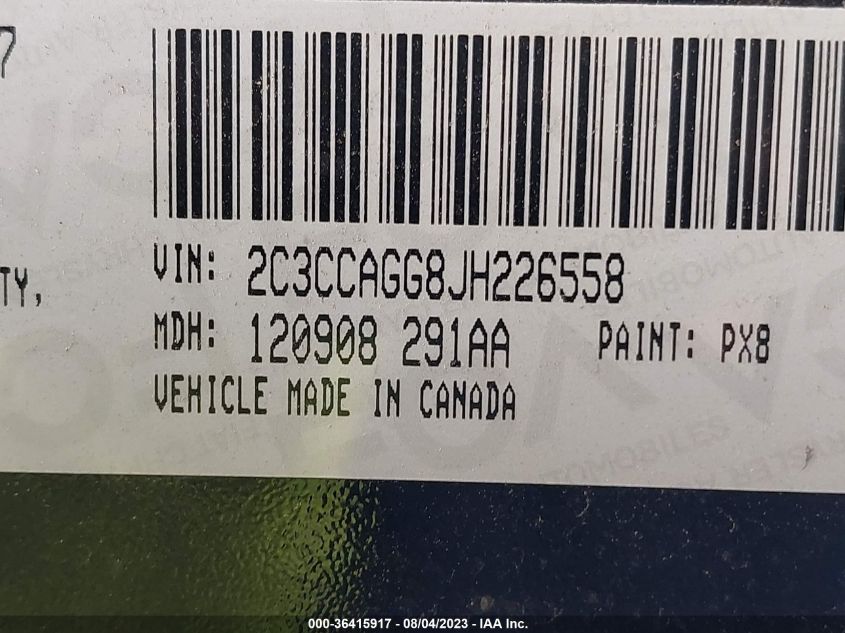 7
VIN: 2C3CCAGG8JH226558
TY,
MDH: 120908 291AA PAINT: PX8
VEHICLE MADE IN CANADA
000-36415917 - 08/04/2023 - IAA Inc.